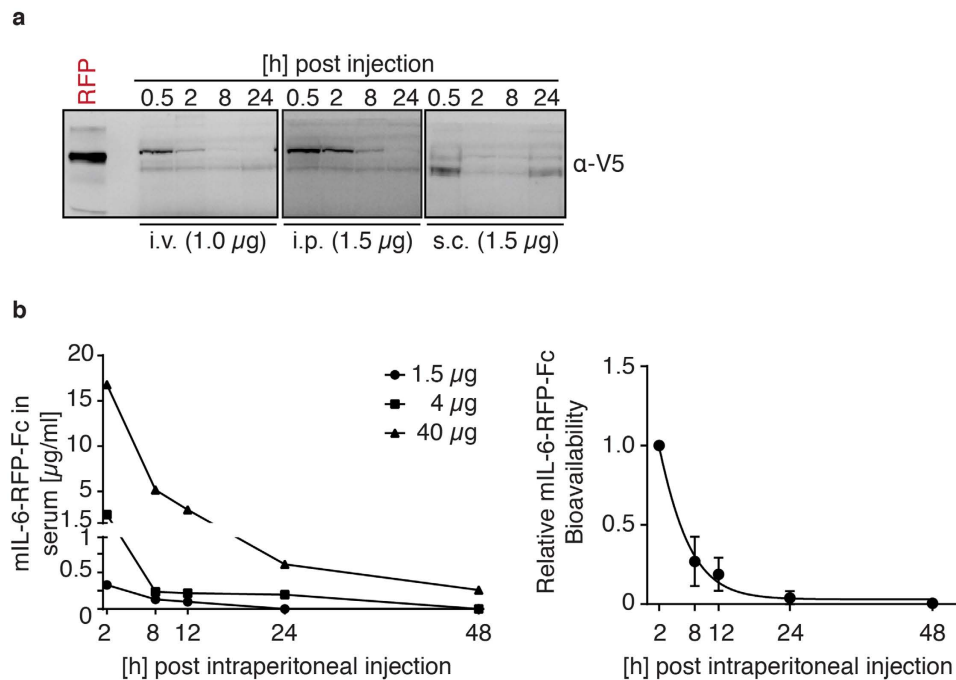 a
[h] post injection
RFP
0.5 2 8 24 0.5 2 8 24 0.5 2 8 24
α-V5
i.v. (1.0 µg) i.p. (1.5 µg) s.c. (1.5 µg)
b
mIL-6-RFP-Fc in
serum [µg/ml]
20
15
10
5
1.5
1
0.5
0
2 8 12 24 48
[h] post intraperitoneal injection
1.5 µg
4 µg
40 µg
Relative mIL-6-RFP-Fc
Bioavailability
1.5
1.0
0.5
0
2 8 12 24 48
[h] post intraperitoneal injection